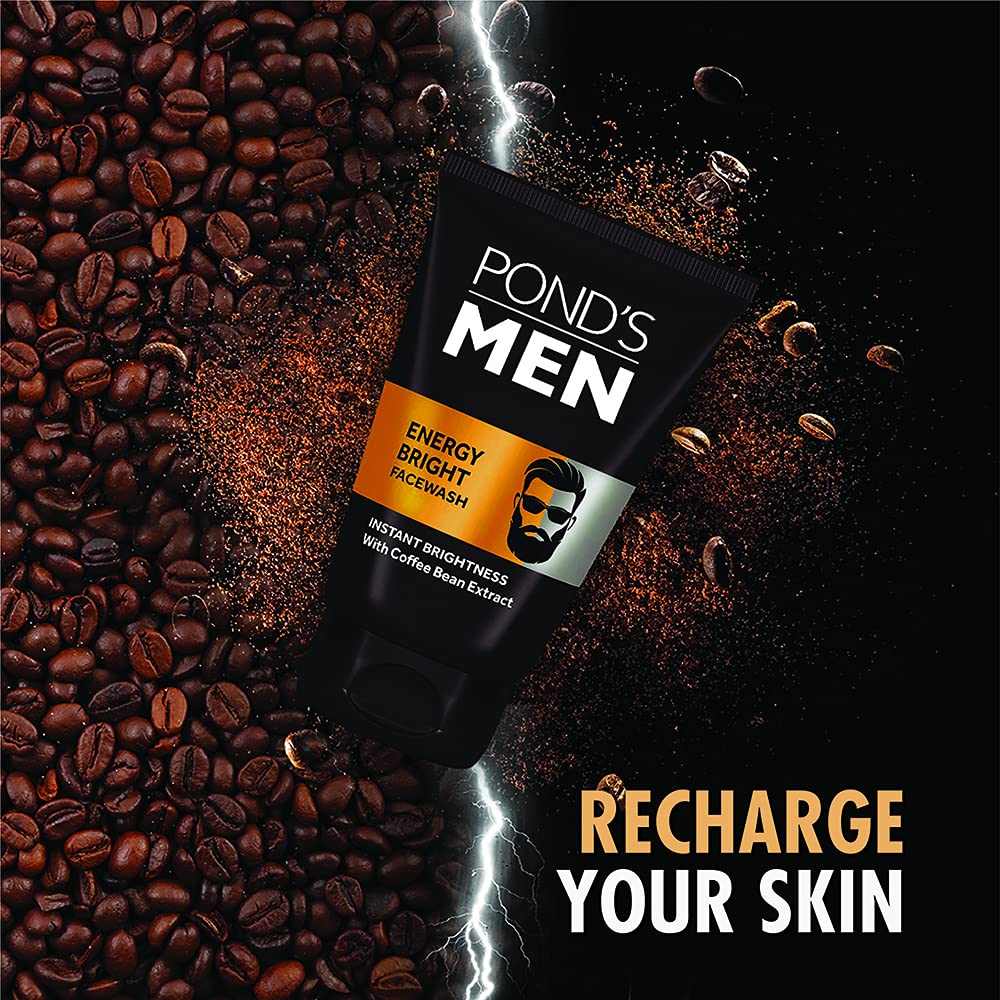 POND'S
MEN
ENERGY
BRIGHT
FACEWASH
INSTANT BRIGHTNESS
With Coffee Bean Extract
RECHARGE
YOUR SKIN